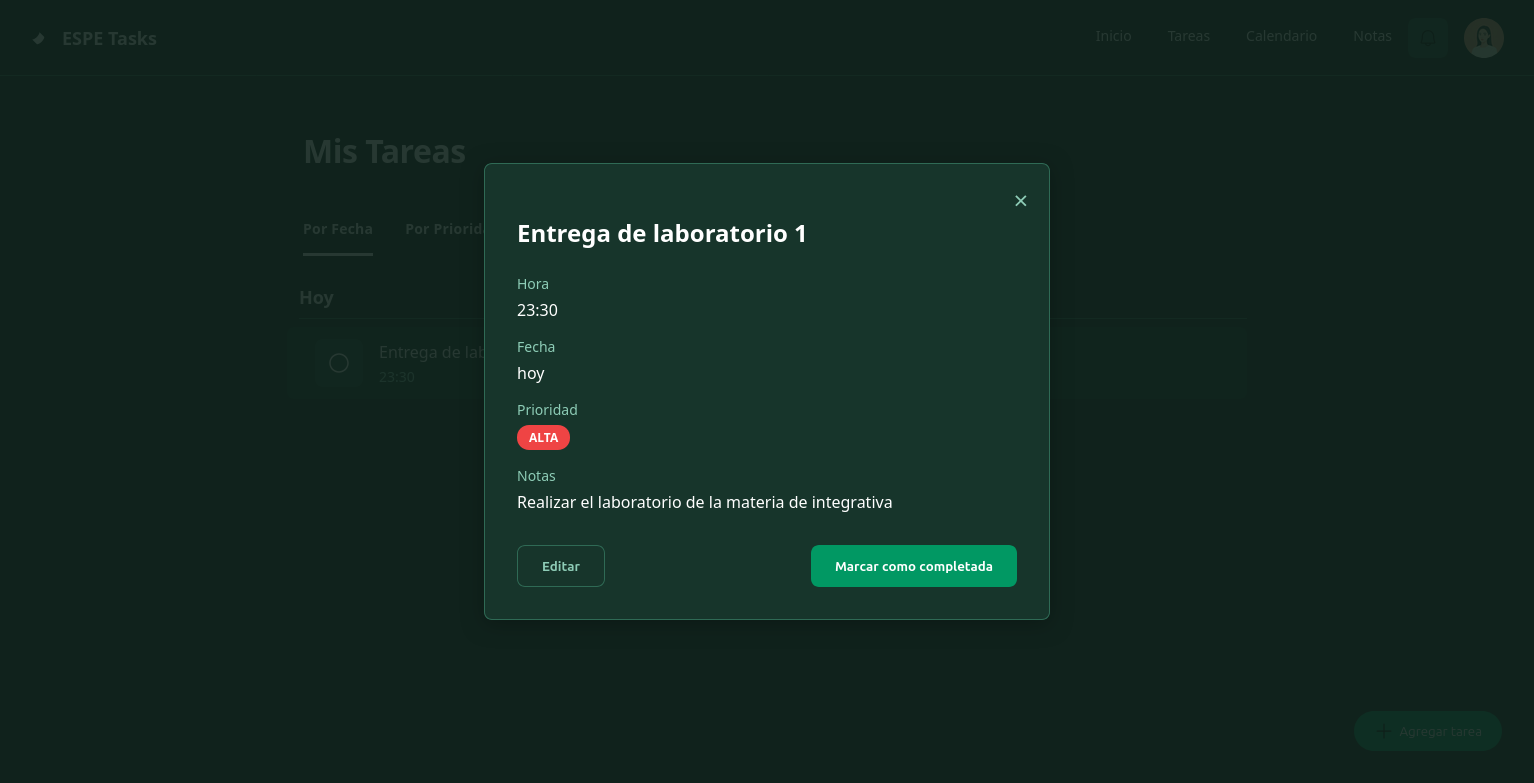 ESPE Tasks
Inicio
Tareas
Calendario
Notas
Mis Tareas
Por Fecha
Por Priorid
Hoy
Entrega de lab
23:30
×
Entrega de laboratorio 1
Hora
23:30
Fecha
hoy
Prioridad
ALTA
Notas
Realizar el laboratorio de la materia de integrativa
Editar
Marcar como completada
Agregar tarea